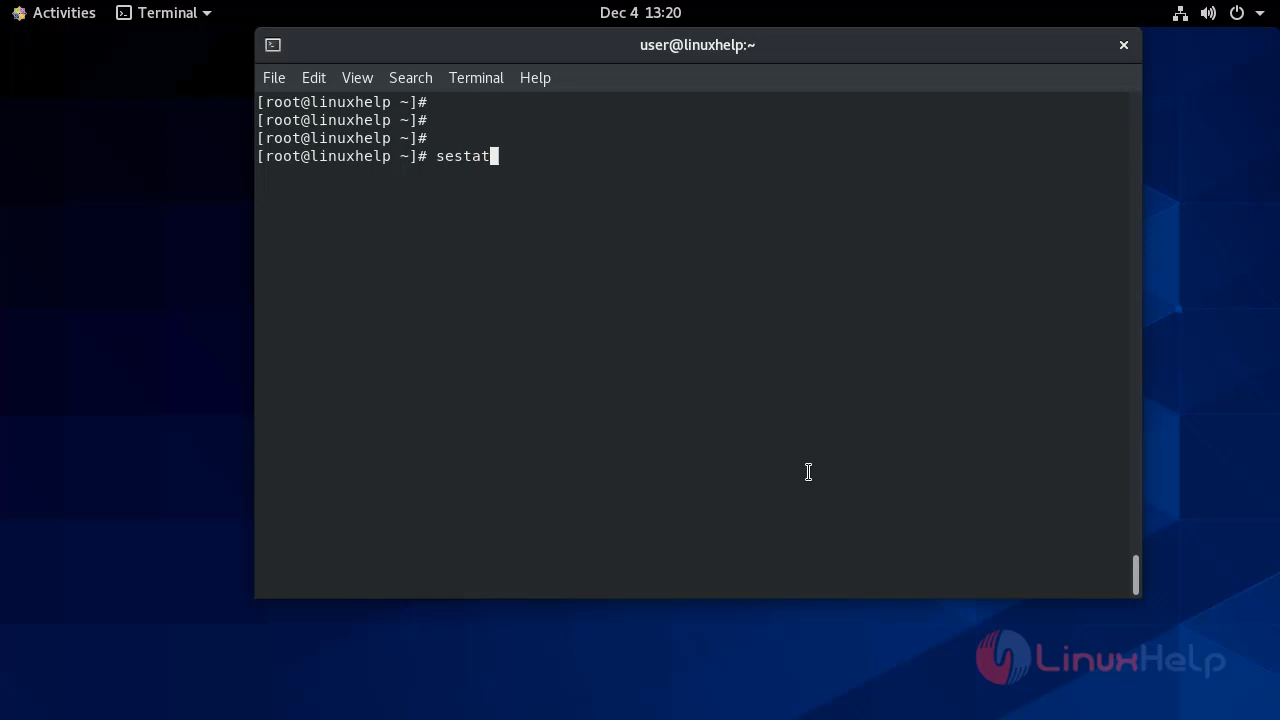 Activities Terminal Dec 4 13:20
user@linuxhelp:~
File Edit View Search Terminal Help
[root@linuxhelp ~]#
[root@linuxhelp ~]#
[root@linuxhelp ~]#
[root@linuxhelp ~]# sestat
LinuxHelp